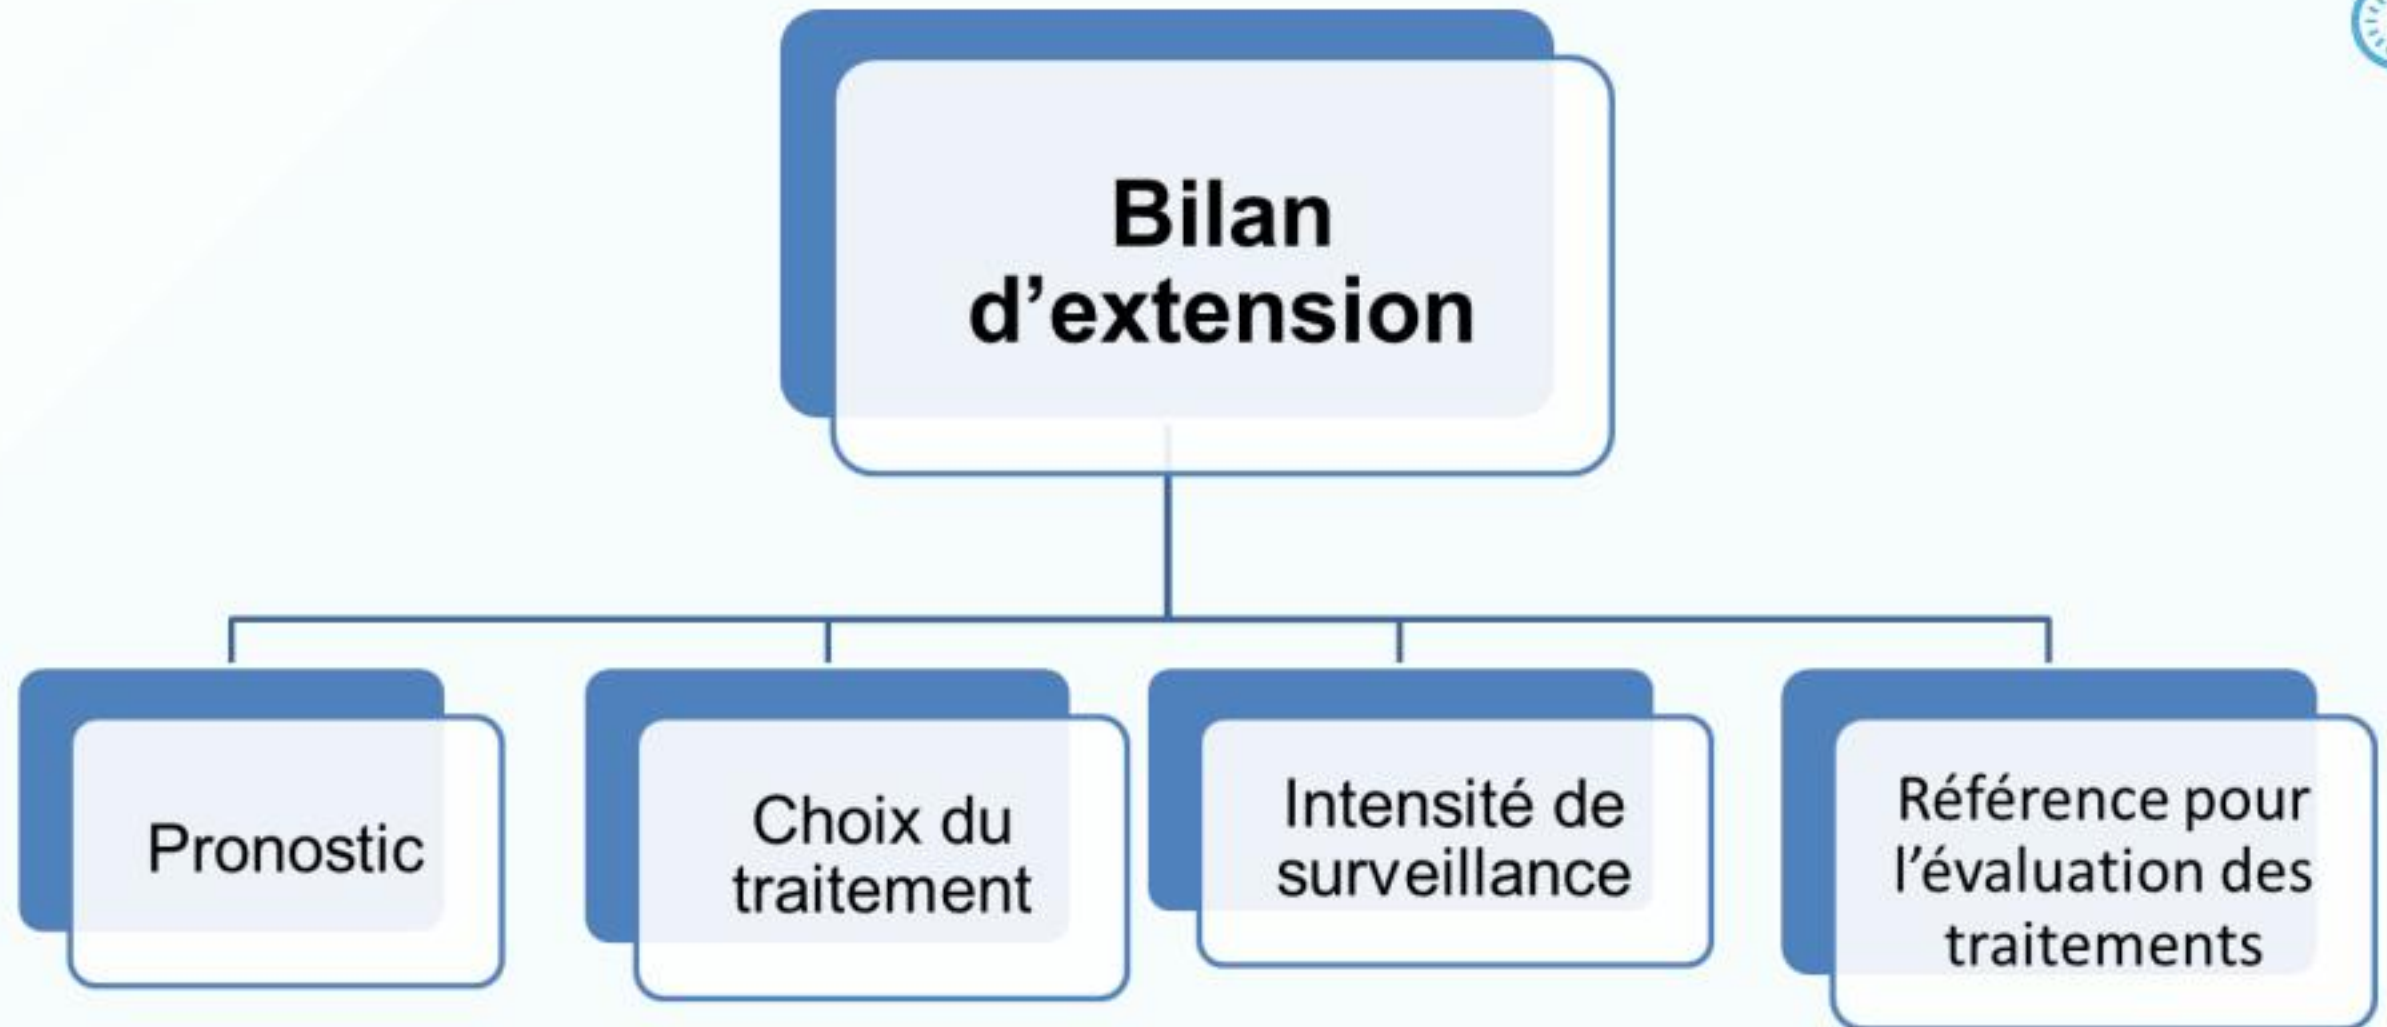 Bilan
d’extension
Pronostic
Choix du
traitement
Intensité de
surveillance
Référence pour
l’évaluation des
traitements